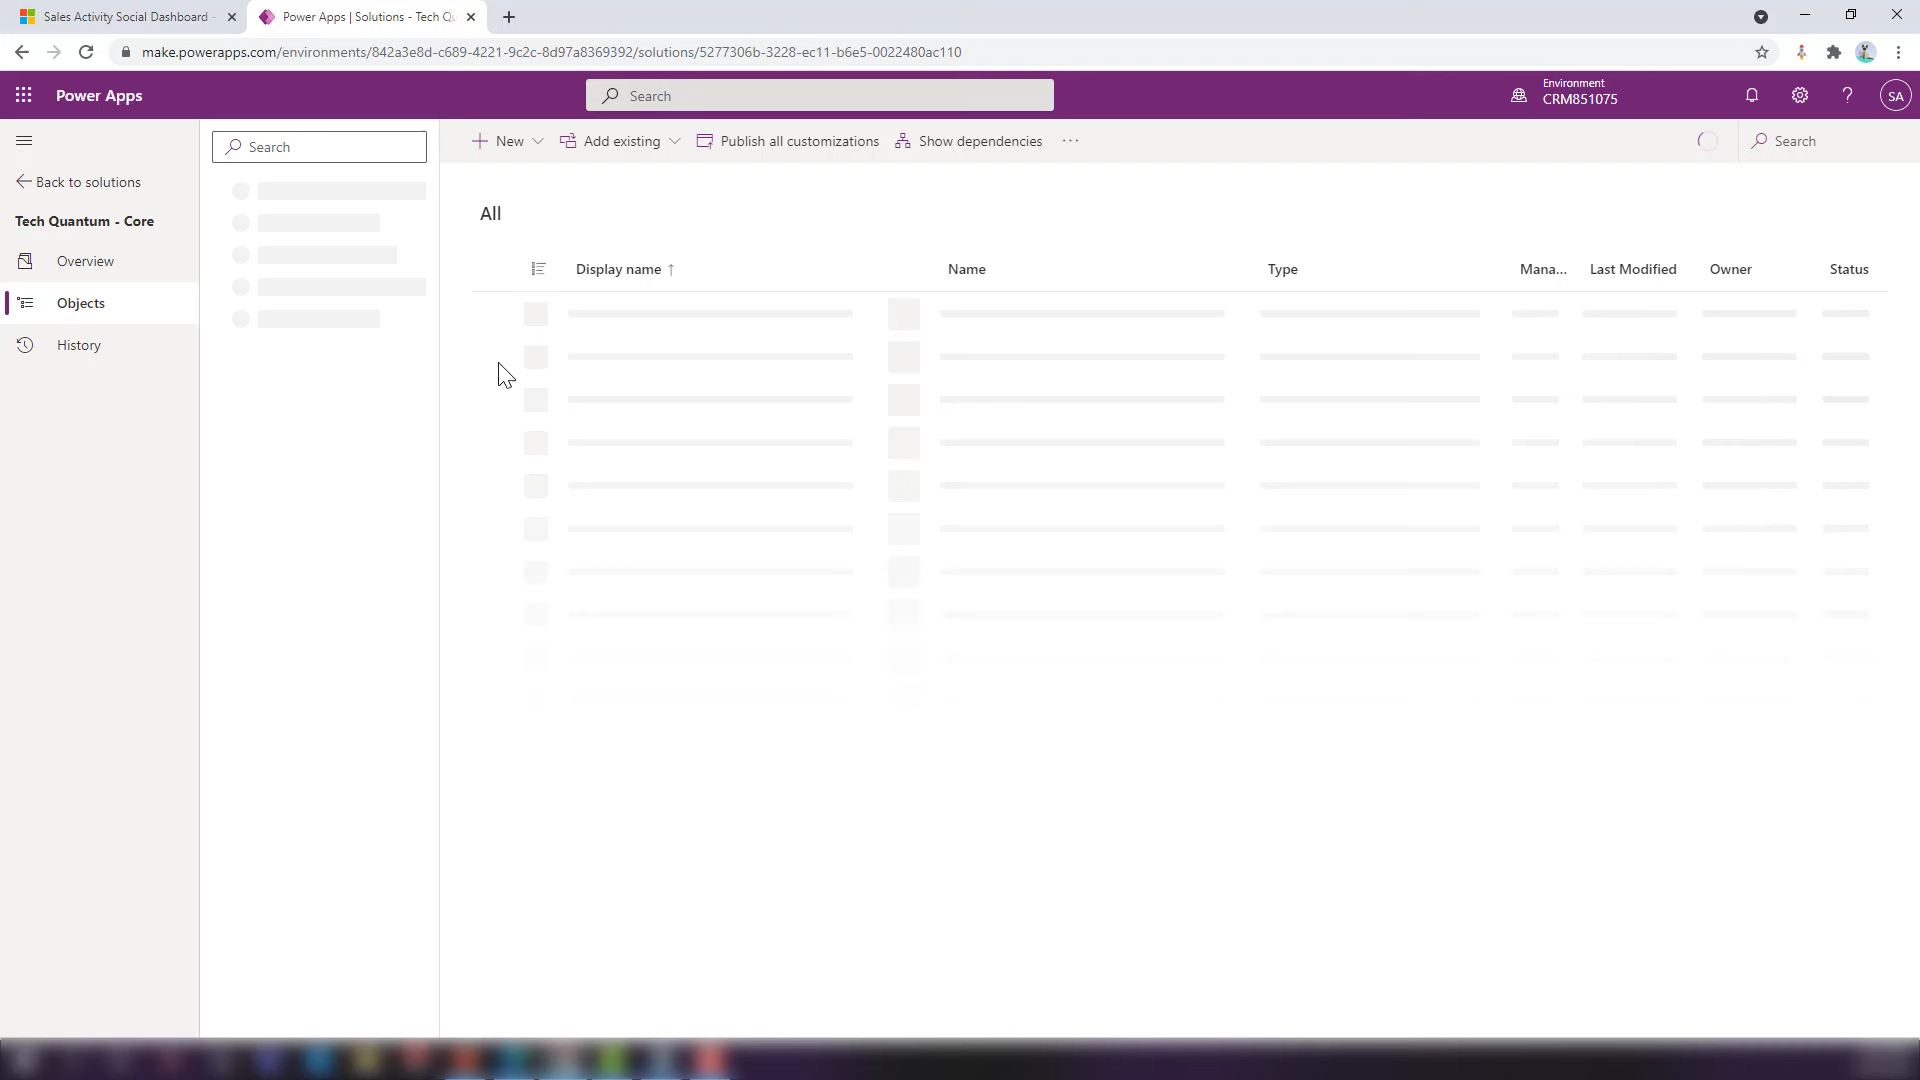 Sales Activity Social Dashboard -
Power Apps | Solutions - Tech Qu
make.powerapps.com/environments/842a3e8d-c689-4221-9c2c-8d97a8369392/solutions/5277306b-3228-ec11-b6e5-0022480ac110
Power Apps
Search
Environment
CRM851075
SA
Search
New
Add existing
Publish all customizations
Show dependencies
Search
Back to solutions
Tech Quantum - Core
Overview
Objects
History
All
Display name ↑
Name
Type
Mana...
Last Modified
Owner
Status